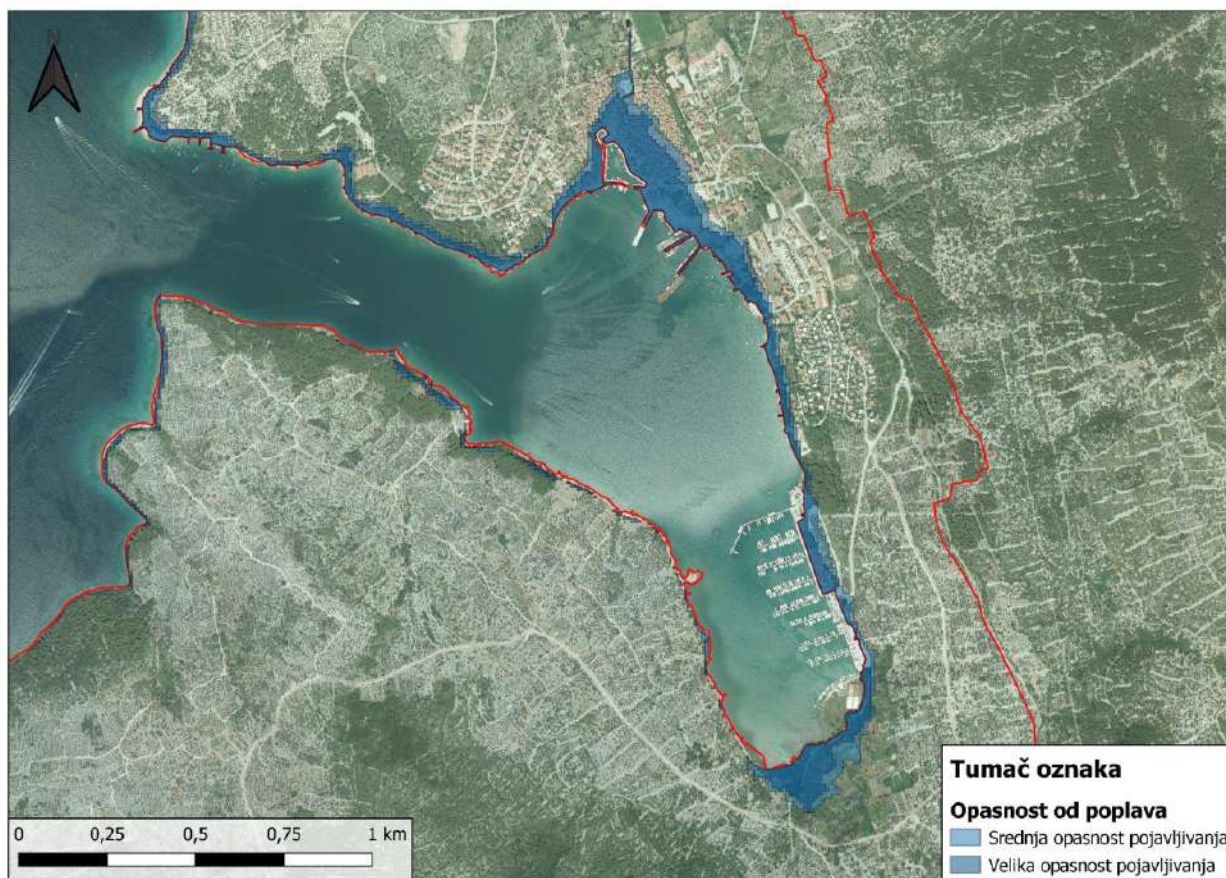 N
0 0,25 0,5 0,75 1 km
Tumač oznaka
Opasnost od poplava
Srednja opasnost pojavljivanja
Velika opasnost pojavljivanja